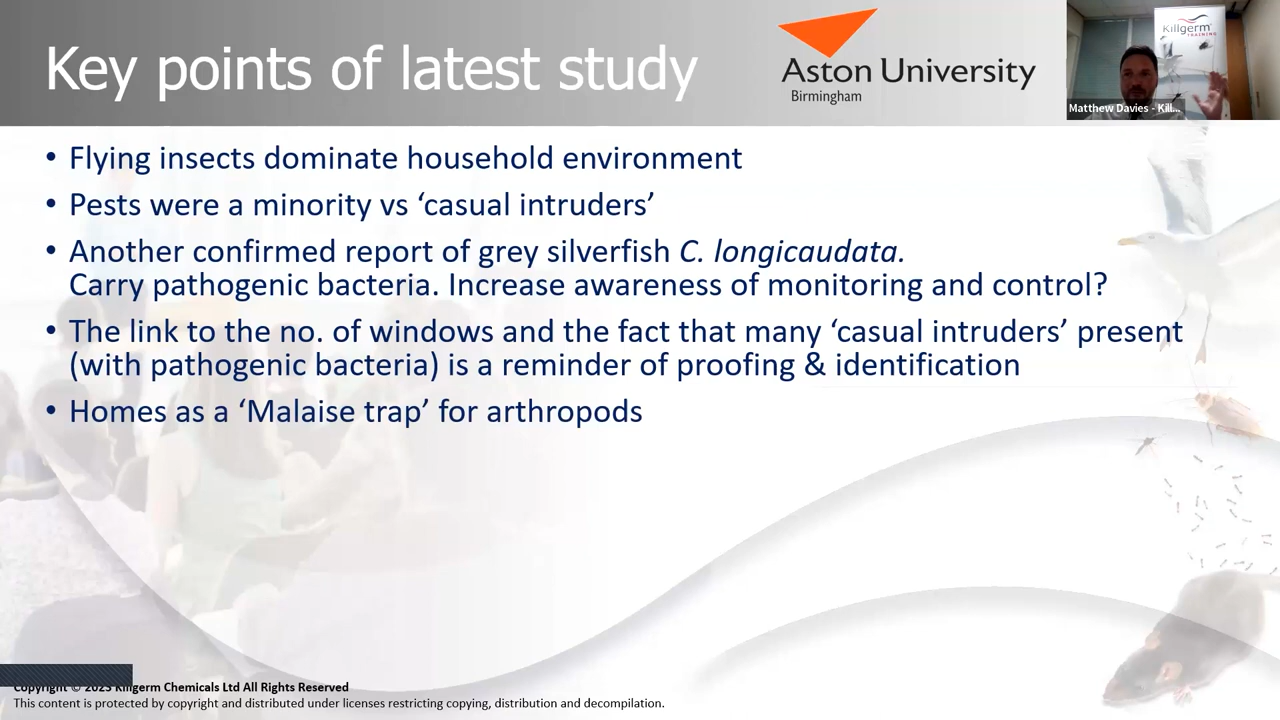 Key points of latest study
Aston University
Birmingham
Killgerm
TRAINING
Matthew Davies - Kill...
• Flying insects dominate household environment
• Pests were a minority vs ‘casual intruders’
• Another confirmed report of grey silverfish C. longicaudata.
Carry pathogenic bacteria. Increase awareness of monitoring and control?
• The link to the no. of windows and the fact that many ‘casual intruders’ present
(with pathogenic bacteria) is a reminder of proofing & identification
• Homes as a ‘Malaise trap’ for arthropods
Copyright © 2023 Killgerm Chemicals Ltd All Rights Reserved
This content is protected by copyright and distributed under licenses restricting copying, distribution and decompilation.